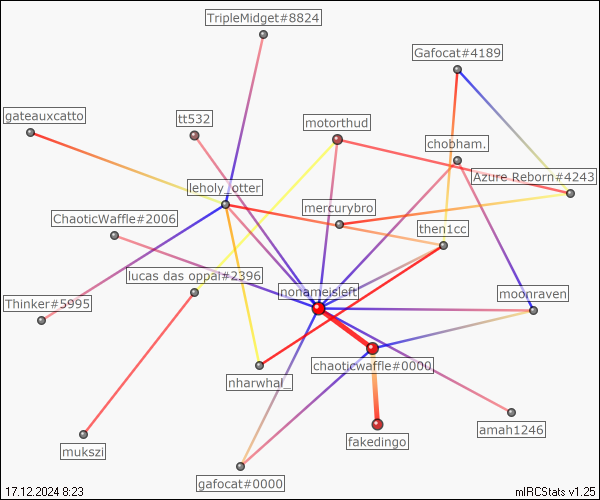 TripleMidget#8824
Gafocat#4189
gateauxcatto
tt532
motorthud
chobham.
Azure Reborn#4243
leholy_otter
mercurybro
ChaoticWaffle#2006
then1cc
lucas das oppai#2396
nonameisleft
moonraven
Thinker#5995
chaoticwaffle#0000
nharwhal_
amah1246
fakedingo
mukszi
gafocat#0000
17.12.2024 8:23
mIRCStats v1.25